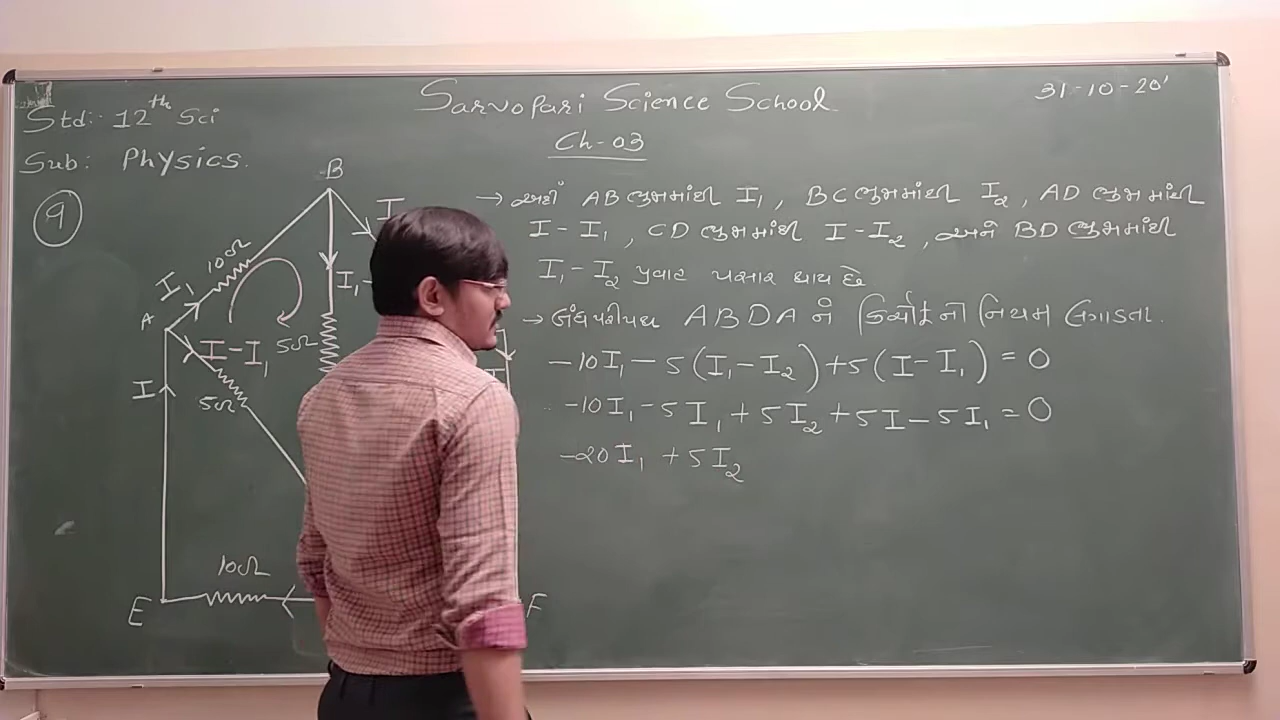 Sarvopari Science School
31-10-20'
Std:- 12th Sci
Ch-03
Sub: Physics.
9
B
A
I₁
10Ω
I
I₁-
I-I₁
5Ω
I
5Ω
10Ω
E
F
→ અહીં AB ભુજમાંથી I₁, BC ભુજમાંથી I₂, AD ભુજમાંથી
I-I₁, CD ભુજમાંથી I-I₂, અને BD ભુજમાંથી
I₁-I₂ પ્રવાહ પસાર થાય છે
→ બંધપરીપથ ABDA ને કિર્ચોફનો નિયમ લગાડતા.
-10I₁ - 5(I₁-I₂) + 5(I-I₁) = 0
-10I₁ - 5I₁ + 5I₂ + 5I - 5I₁ = 0
-20I₁ + 5I₂